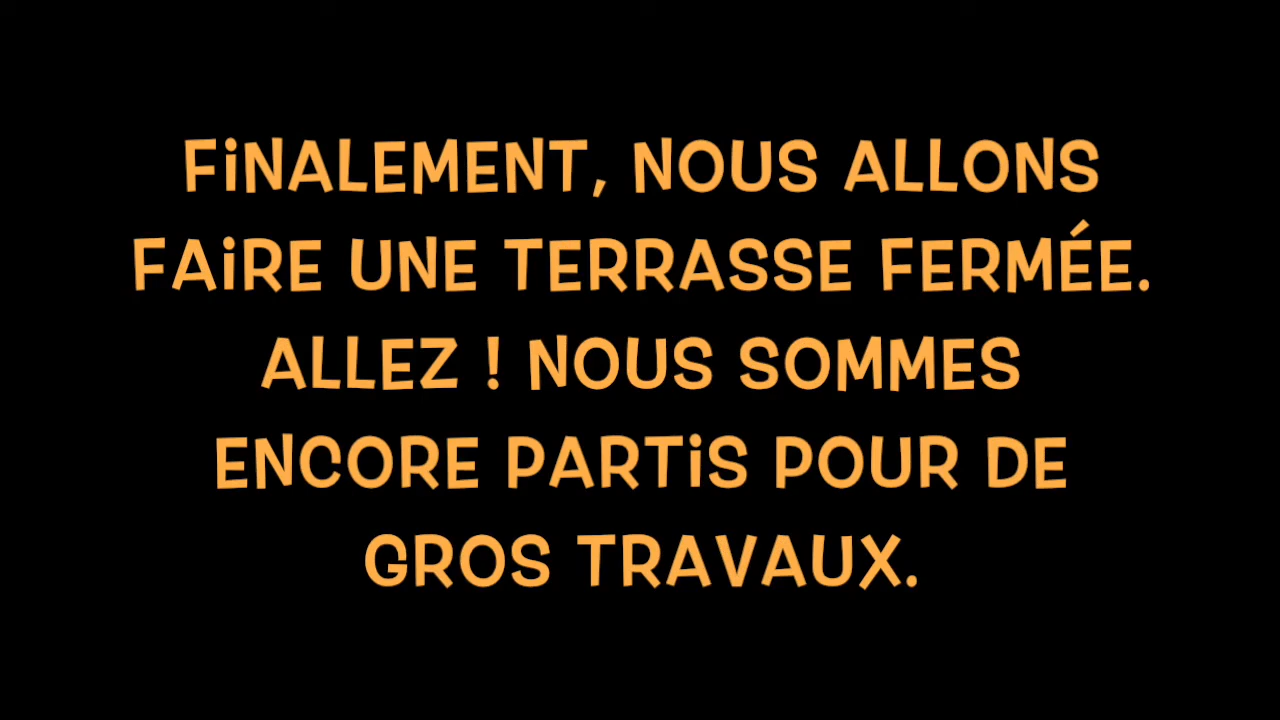 FINALEMENT, NOUS ALLONS
FAIRE UNE TERRASSE FERMÉE.
ALLEZ ! NOUS SOMMES
ENCORE PARTIS POUR DE
GROS TRAVAUX.